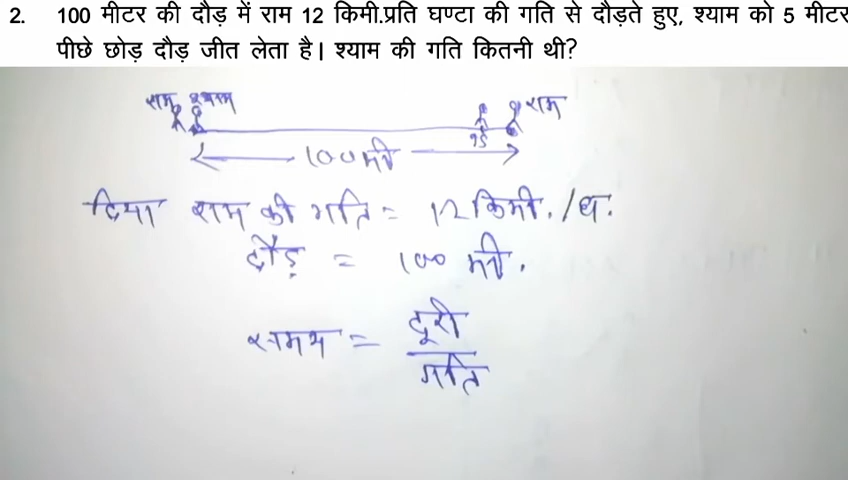 2. 100 मीटर की दौड़ में राम 12 किमी.प्रति घण्टा की गति से दौड़ते हुए, श्याम को 5 मीटर
पीछे छोड़ दौड़ जीत लेता है। श्याम की गति कितनी थी?
राम श्याम राम
95
100 मी
दिया राम की गति = 12 किमी. / घ.
दौड़ = 100 मी.
समय = दूरी
गति